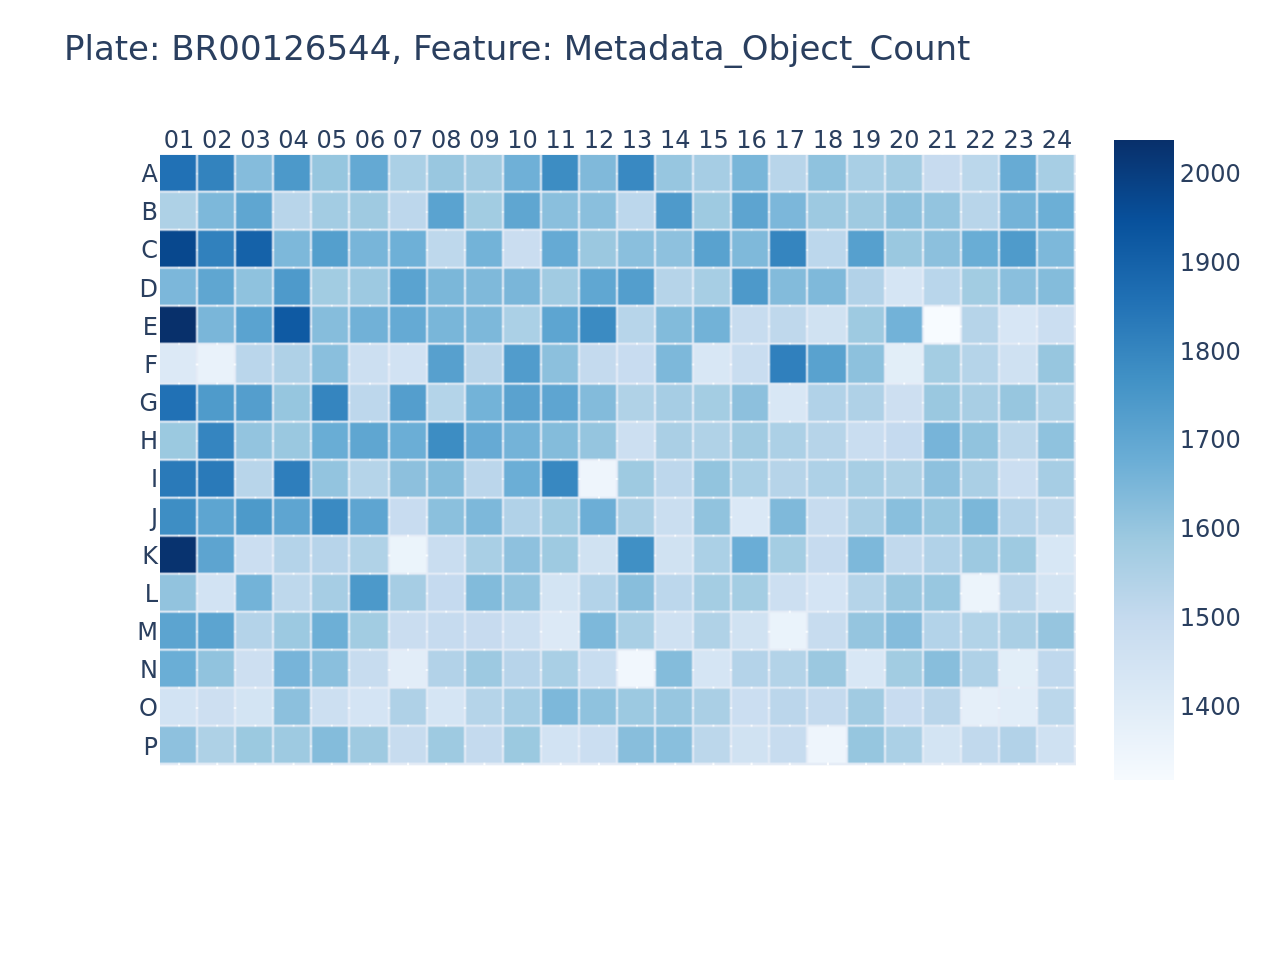 Plate: BR00126544, Feature: Metadata_Object_Count
01 02 03 04 05 06 07 08 09 10 11 12 13 14 15 16 17 18 19 20 21 22 23 24
A
B
C
D
E
F
G
H
I
J
K
L
M
N
O
P
2000
1900
1800
1700
1600
1500
1400